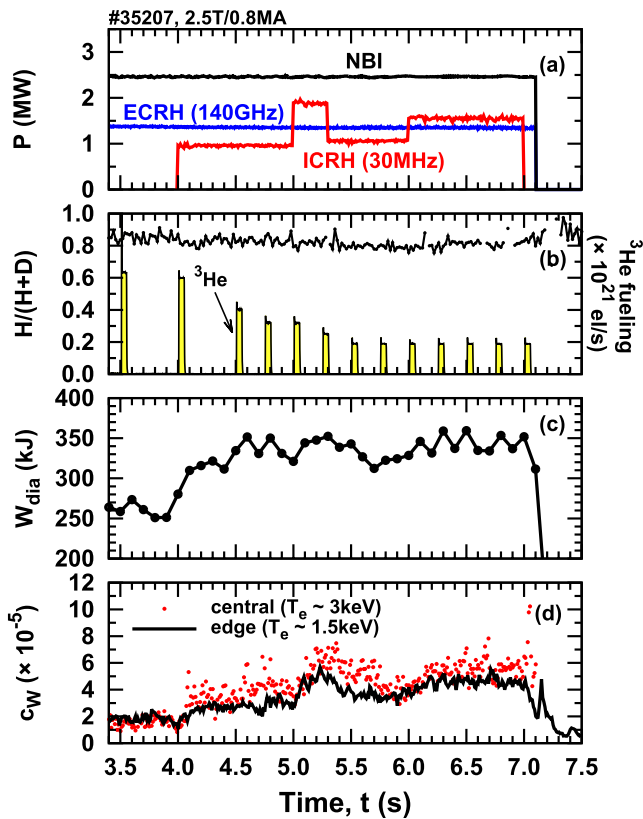 #35207, 2.5T/0.8MA
P (MW)
3
2
1
0
NBI
(a)
ECRH (140GHz)
ICRH (30MHz)
H/(H+D)
1.0
0.8
0.6
0.4
0.2
0.0
³He
(b)
³He fueling
(× 10²¹ el/s)
W_dia (kJ)
400
350
300
250
200
(c)
c_W (× 10⁻⁵)
12
10
8
6
4
2
0
central (T_e ~ 3keV)
edge (T_e ~ 1.5keV)
(d)
3.5 4.0 4.5 5.0 5.5 6.0 6.5 7.0 7.5
Time, t (s)